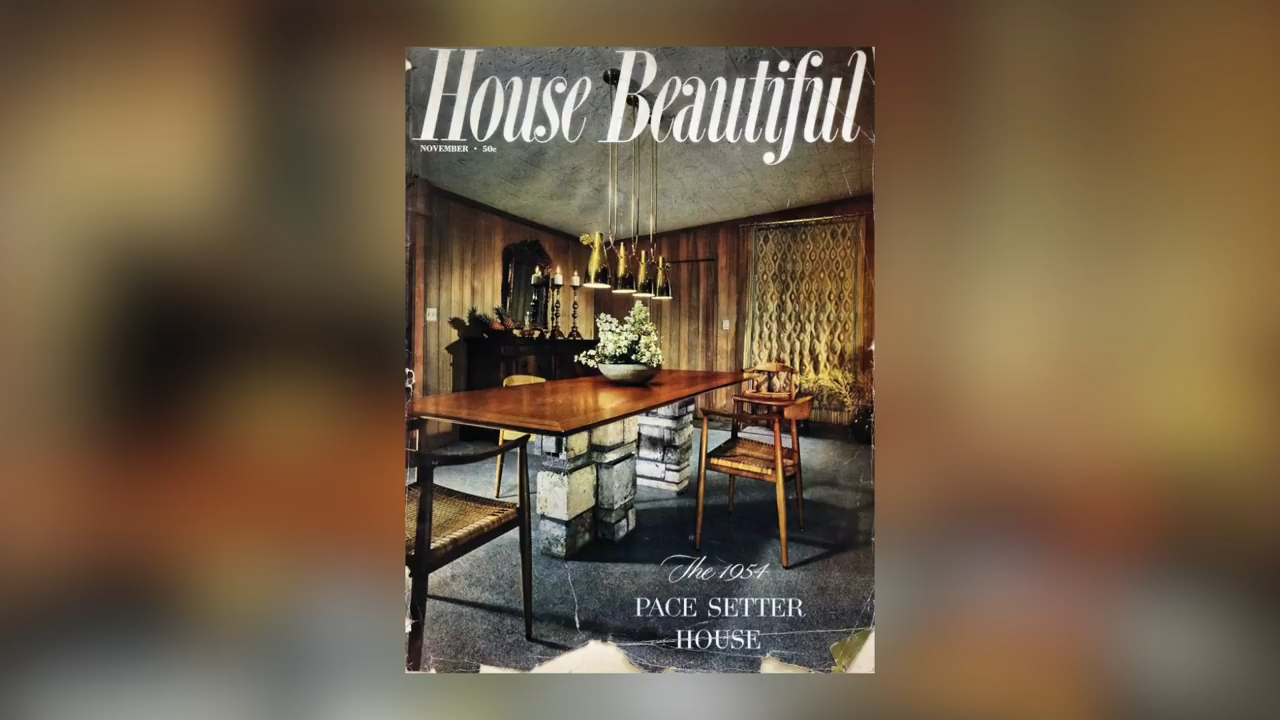 House Beautiful
NOVEMBER • 50c
The 1954
PACE SETTER
HOUSE